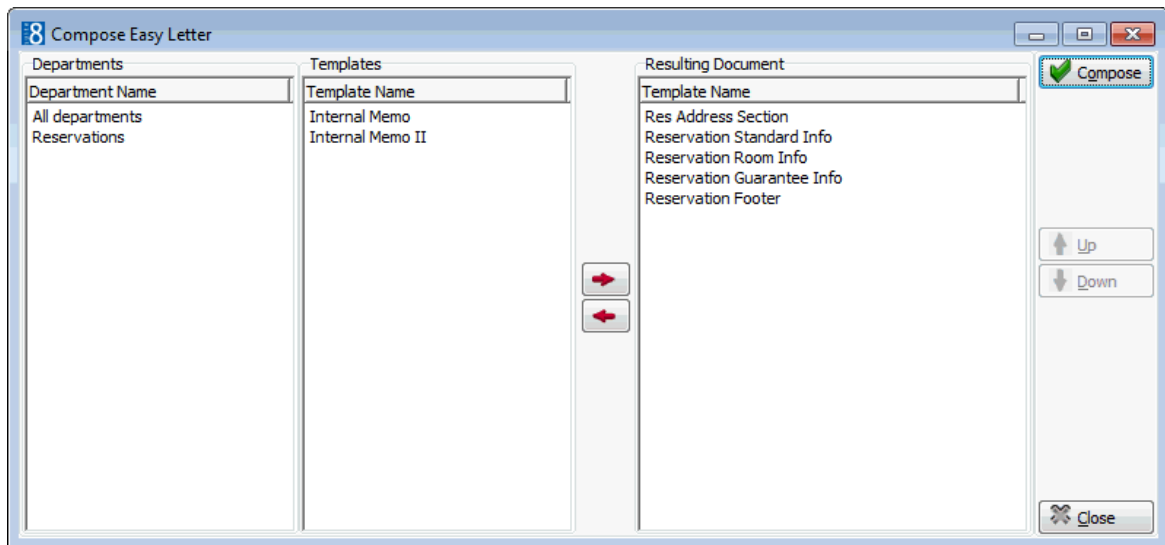 8 Compose Easy Letter
Departments
Department Name
All departments
Reservations
Templates
Template Name
Internal Memo
Internal Memo II
Resulting Document
Template Name
Res Address Section
Reservation Standard Info
Reservation Room Info
Reservation Guarantee Info
Reservation Footer
Compose
Up
Down
Close